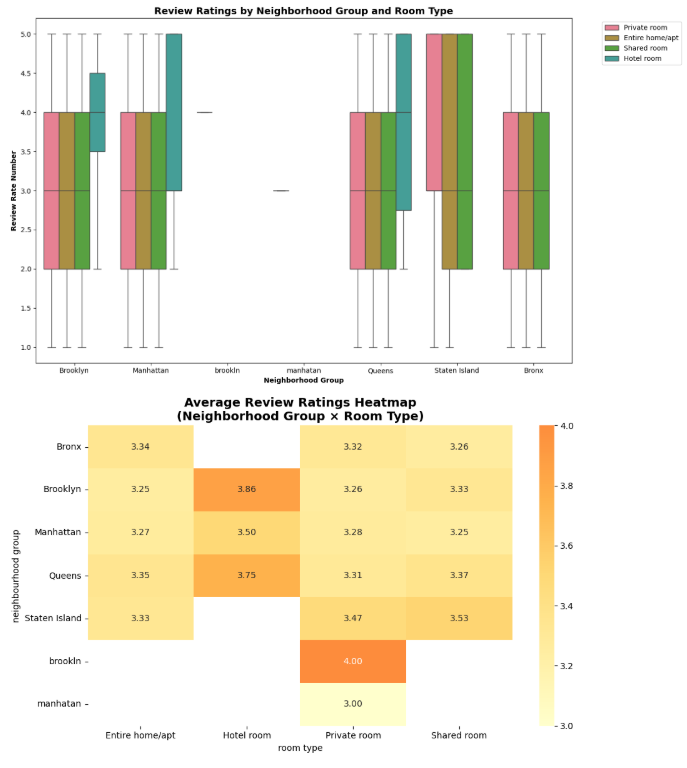 Review Ratings by Neighborhood Group and Room Type
Private room
Entire home/apt
Shared room
Hotel room
5.0
4.5
4.0
3.5
3.0
2.5
2.0
1.5
1.0
Review Rate Number
Brooklyn Manhattan brookln manhatan Queens Staten Island Bronx
Neighborhood Group
Average Review Ratings Heatmap
(Neighborhood Group × Room Type)
Bronx 3.34 3.32 3.26
Brooklyn 3.25 3.86 3.26 3.33
Manhattan 3.27 3.50 3.28 3.25
Queens 3.35 3.75 3.31 3.37
Staten Island 3.33 3.47 3.53
brookln 4.00
manhatan 3.00
neighbourhood group
Entire home/apt Hotel room Private room Shared room
room type
4.0
3.8
3.6
3.4
3.2
3.0